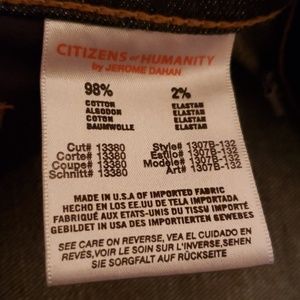 CITIZENS of HUMANITY
by JEROME DAHAN
98% 2%
COTTON ELASTAN
ALGODON ELASTAN
COTON ELASTAN
BAUMWOLLE ELASTAN
Cut# 13380 Style# 1307B-132
Corte# 13380 Estilo# 1307B-132
Coupe# 13380 Modèle# 1307B-132
Schnitt# 13380 Art# 1307B-132
MADE IN U.S.A OF IMPORTED FABRIC
HECHO EN LOS EE.UU DE TELA IMPORTADA
FABRIQUÉ AUX ETATS-UNIS DU TISSU IMPORTÉ
GEBILDET IN USA DES IMPORTIERTEN GEWEBES
SEE CARE ON REVERSE, VEA EL CUIDADO EN
REVÉS, VOIR LE SOIN SUR L'INVERSE, SEHEN
SIE SORGFALT AUF RÜCKSEITE